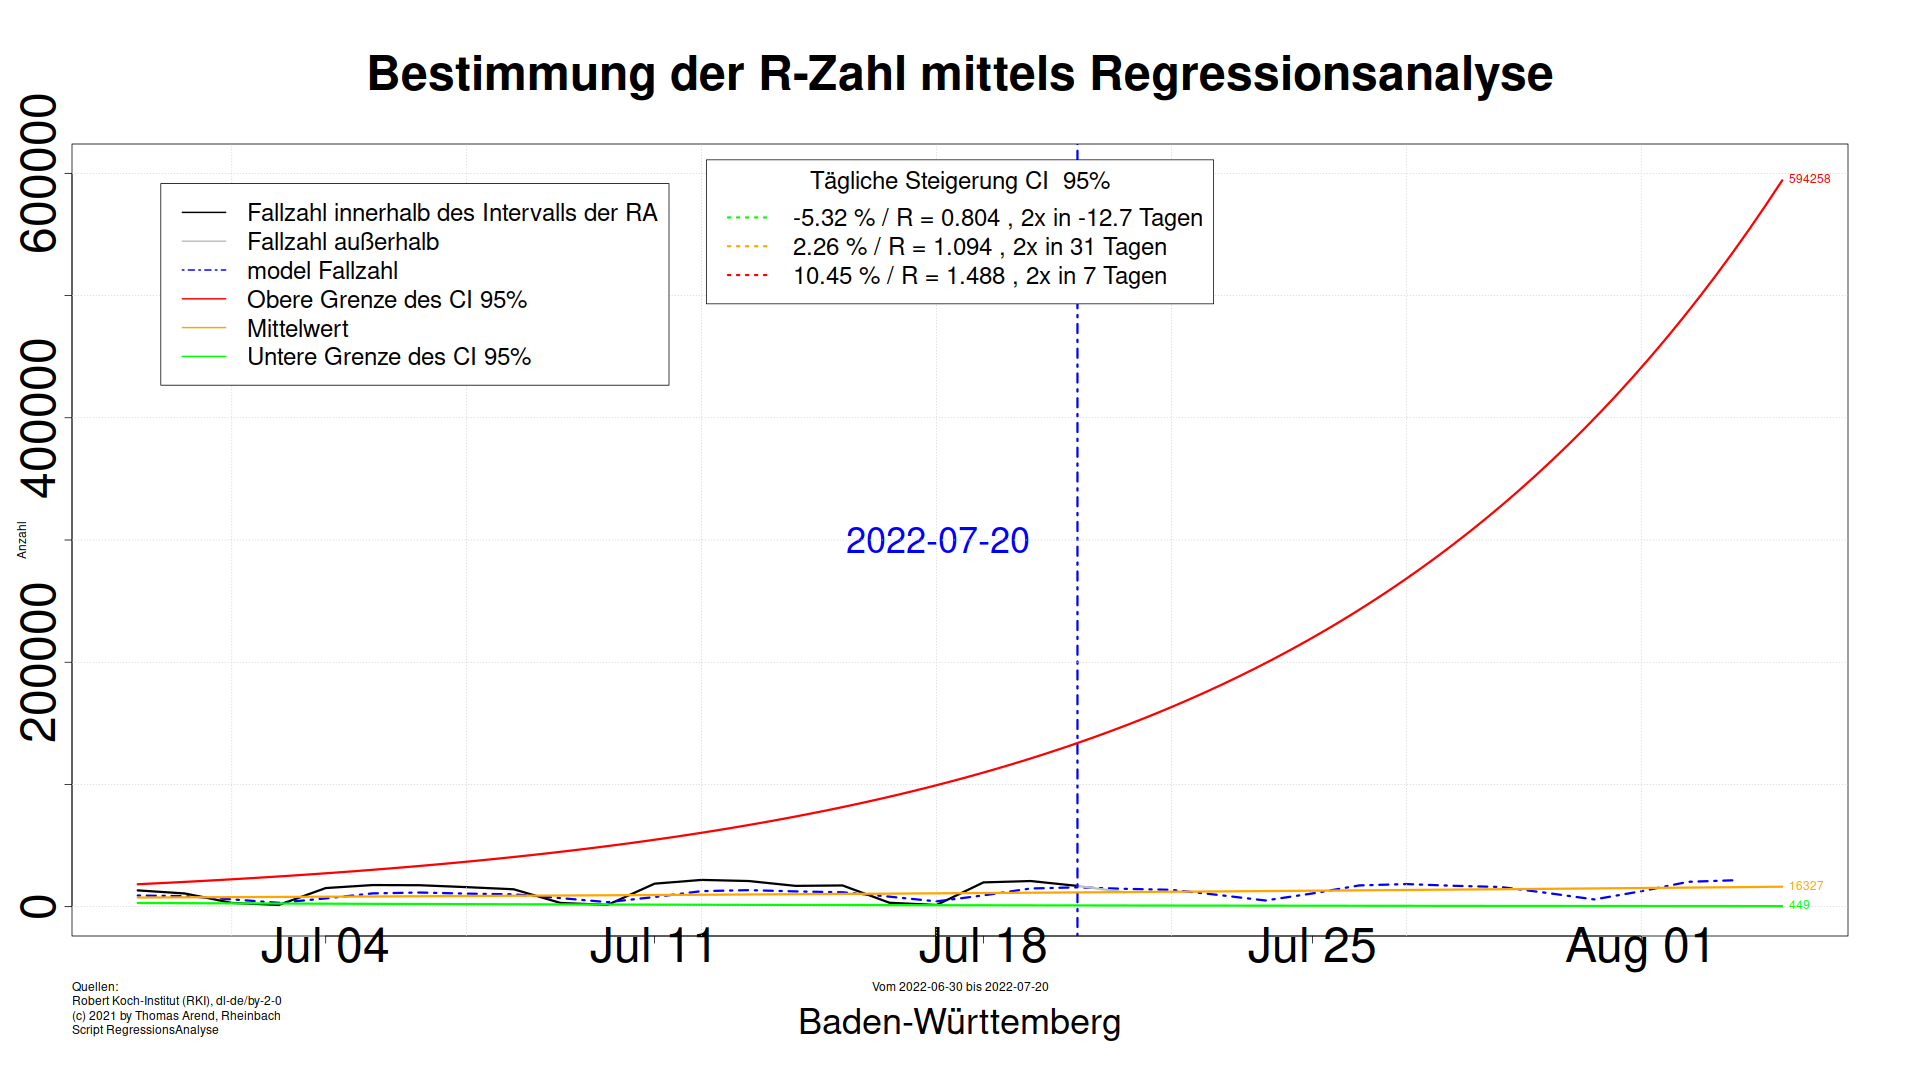 Bestimmung der R-Zahl mittels Regressionsanalyse
Anzahl
600000
400000
200000
0
Fallzahl innerhalb des Intervalls der RA
Fallzahl außerhalb
model Fallzahl
Obere Grenze des CI 95%
Mittelwert
Untere Grenze des CI 95%
Tägliche Steigerung CI  95%
-5.32 % / R = 0.804 , 2x in -12.7 Tagen
2.26 % / R = 1.094 , 2x in 31 Tagen
10.45 % / R = 1.488 , 2x in 7 Tagen
594258
2022-07-20
16327
449
Jul 04 Jul 11 Jul 18 Jul 25 Aug 01
Vom 2022-06-30 bis 2022-07-20
Baden-Württemberg
Quellen:
Robert Koch-Institut (RKI), dl-de/by-2-0
(c) 2021 by Thomas Arend, Rheinbach
Script RegressionsAnalyse